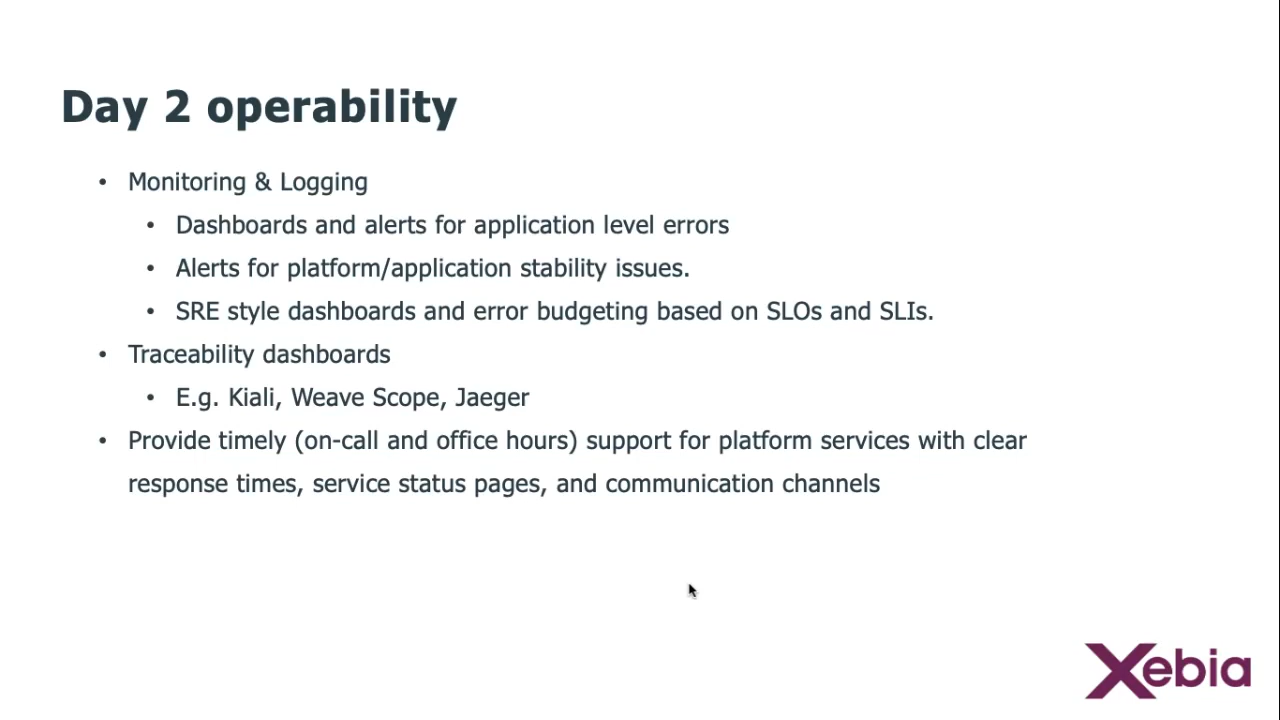 Day 2 operability
• Monitoring & Logging
• Dashboards and alerts for application level errors
• Alerts for platform/application stability issues.
• SRE style dashboards and error budgeting based on SLOs and SLIs.
• Traceability dashboards
• E.g. Kiali, Weave Scope, Jaeger
• Provide timely (on-call and office hours) support for platform services with clear
response times, service status pages, and communication channels
Xebia